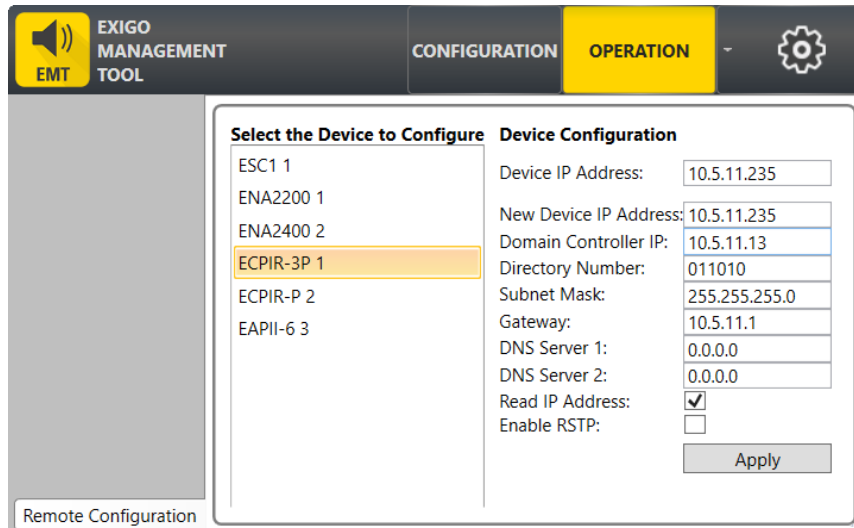 EMT
EXIGO
MANAGEMENT
TOOL
CONFIGURATION
OPERATION
Select the Device to Configure
ESC1 1
ENA2200 1
ENA2400 2
ECPIR-3P 1
ECPIR-P 2
EAPII-6 3
Device Configuration
Device IP Address: 10.5.11.235
New Device IP Address: 10.5.11.235
Domain Controller IP: 10.5.11.13
Directory Number: 011010
Subnet Mask: 255.255.255.0
Gateway: 10.5.11.1
DNS Server 1: 0.0.0.0
DNS Server 2: 0.0.0.0
Read IP Address:
Enable RSTP:
Apply
Remote Configuration